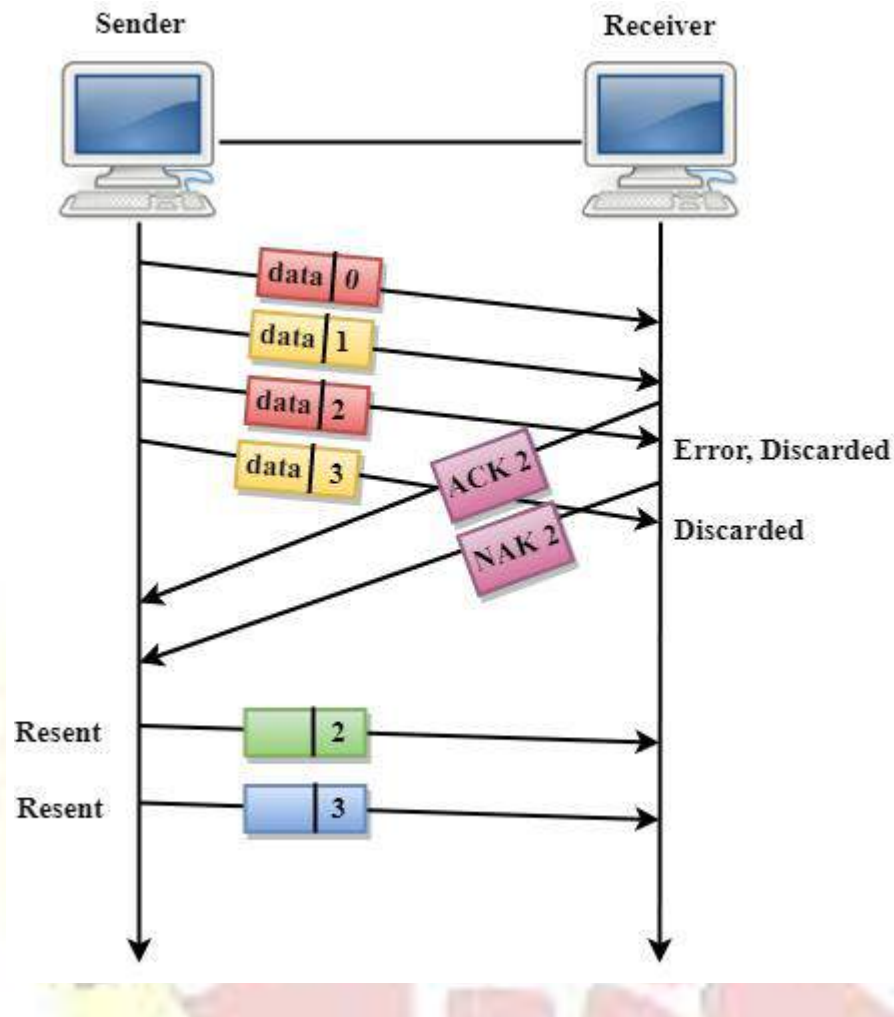 Sender
Receiver
data 0
data 1
data 2
data 3
ACK 2
Error, Discarded
NAK 2
Discarded
Resent
2
Resent
3